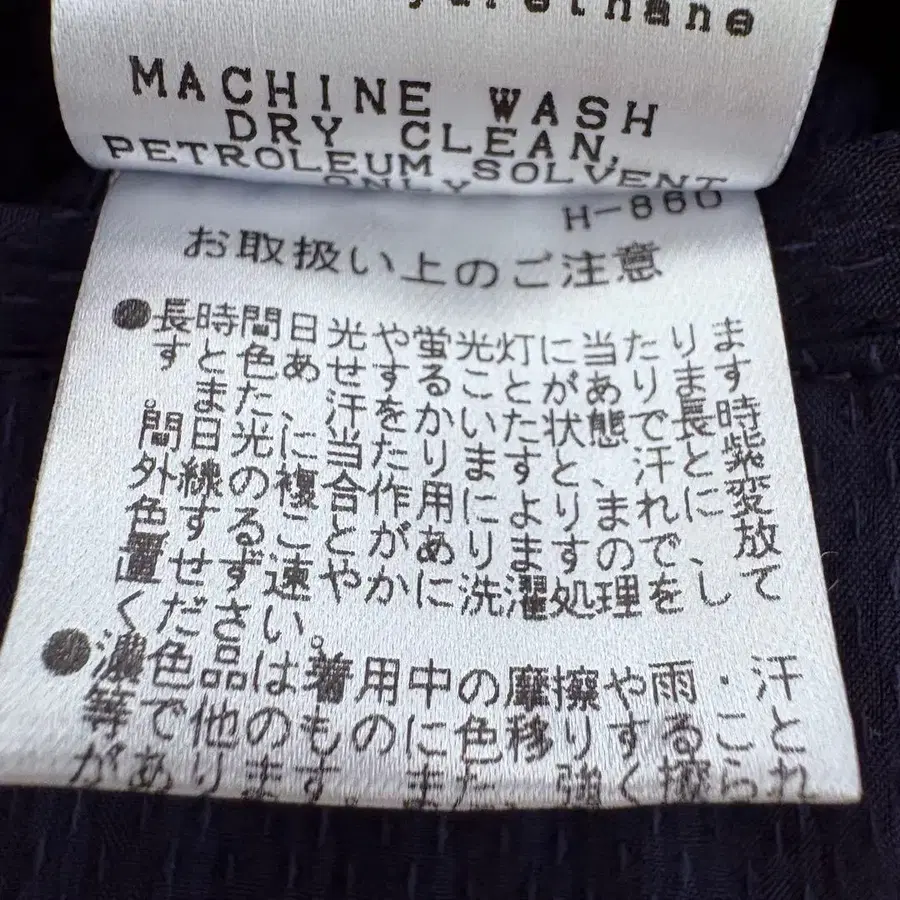 urethane
MACHINE WASH
DRY CLEAN,
PETROLEUM SOLVENT
ONLY
H-860
お取扱い上のご注意
●長時間日光や蛍光灯に当たりま
すと色あせすることがあります
。また、汗をかいた状態で長時
間日光に当たりますと、汗と紫
外線の複合作用によりまれに変
色することがありますので、放
置せず速やかに洗濯処理をして
ください。
●濃色品は着用中の摩擦や雨・汗
等で他のものに色移りすること
があります。また、強く擦られ